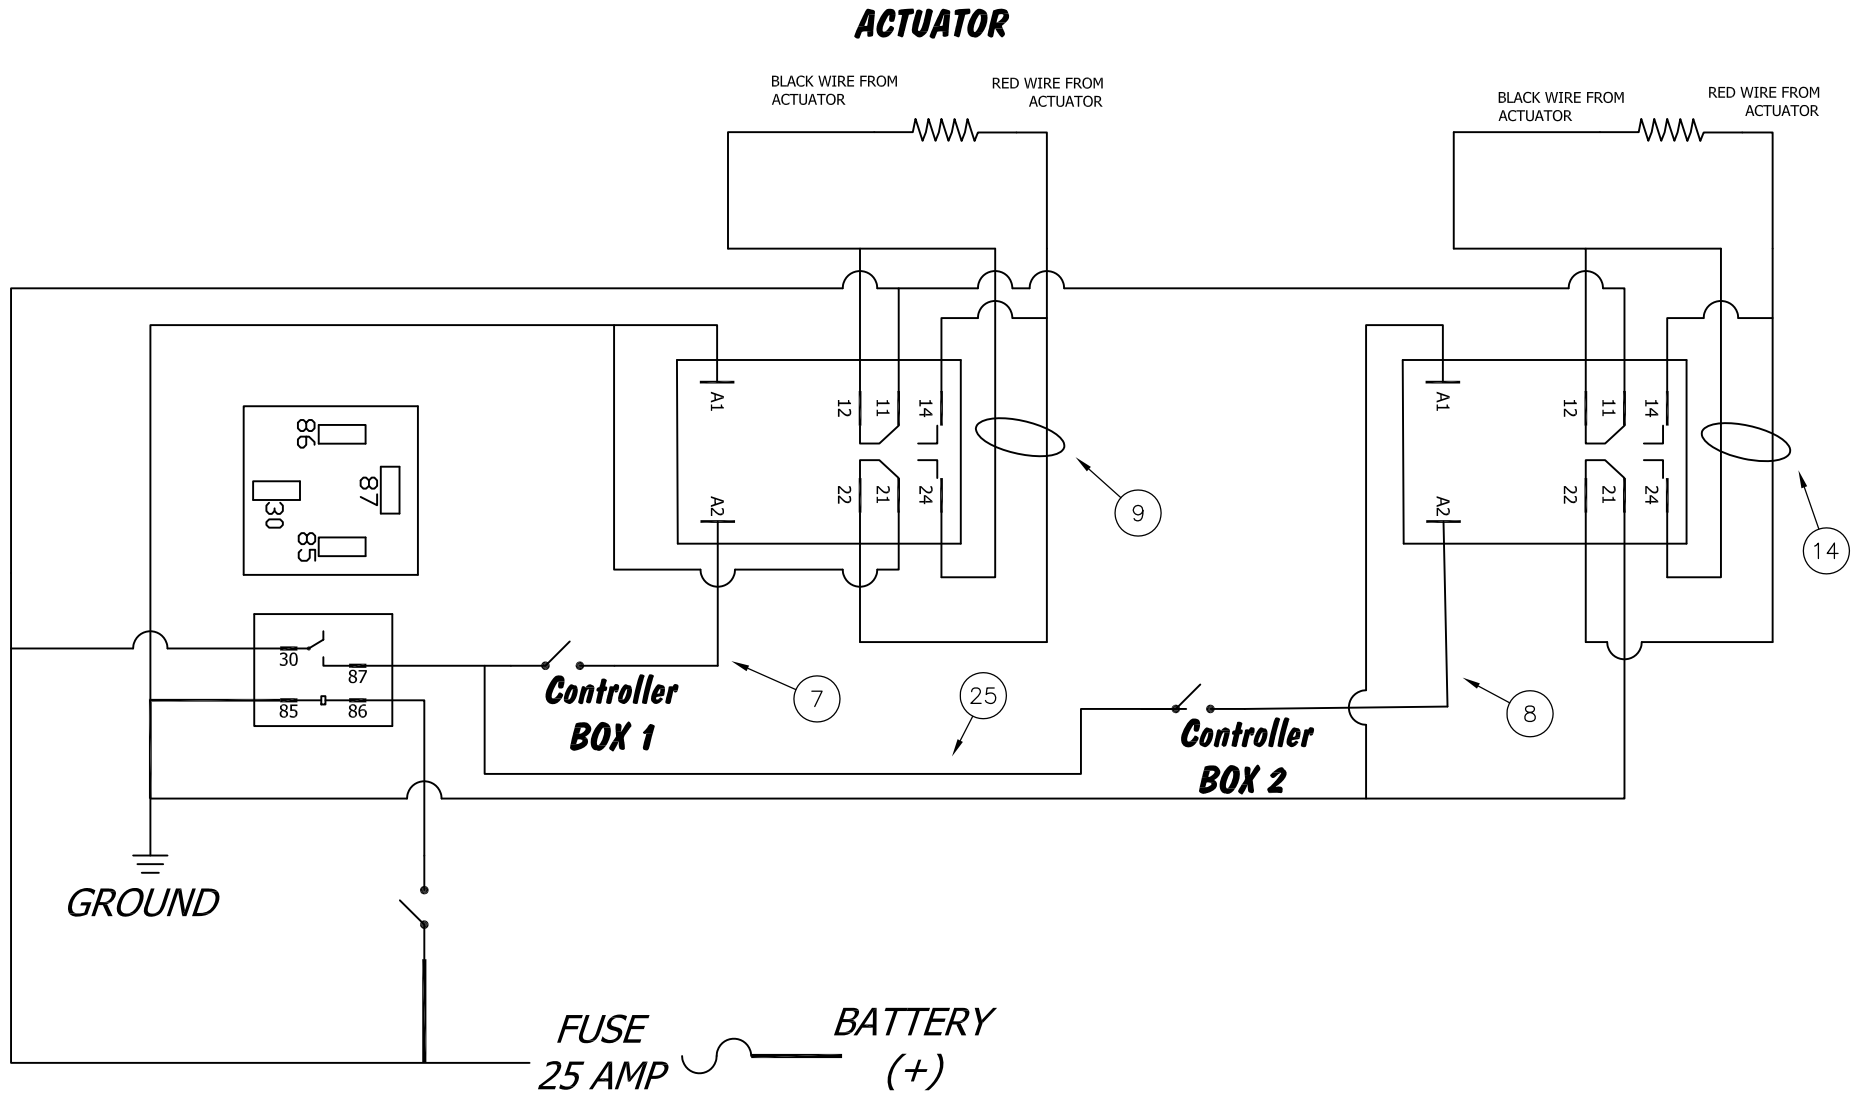 ACTUATOR
BLACK WIRE FROM
ACTUATOR
RED WIRE FROM
ACTUATOR
BLACK WIRE FROM
ACTUATOR
RED WIRE FROM
ACTUATOR
A1
12
11
14
A2
22
21
24
9
A1
12
11
14
A2
22
21
24
14
86
87
30
85
30
87
85
86
Controller
BOX 1
7
25
Controller
BOX 2
8
GROUND
FUSE
25 AMP
BATTERY
(+)